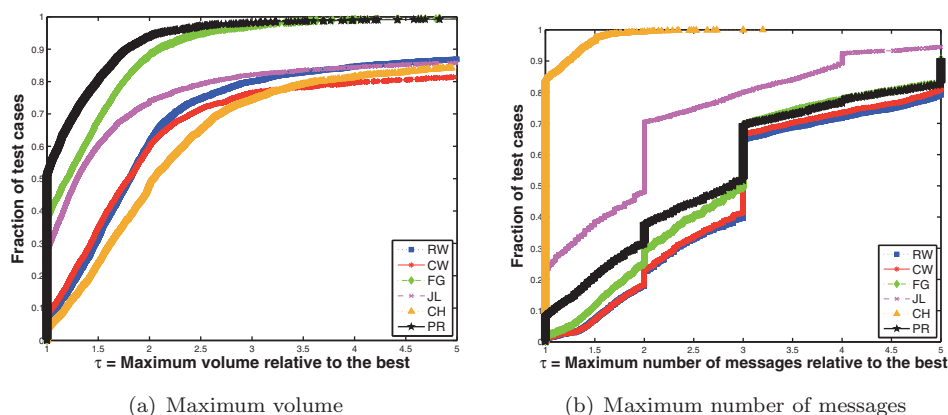 1
0.9
0.8
0.7
0.6
0.5
0.4
0.3
0.2
0.1
0
Fraction of test cases
1 1.5 2 2.5 3 3.5 4 4.5 5
τ = Maximum volume relative to the best
RW
CW
FG
JL
CH
PR
(a) Maximum volume
1
0.9
0.8
0.7
0.6
0.5
0.4
0.3
0.2
0.1
0
Fraction of test cases
1 1.5 2 2.5 3 3.5 4 4.5 5
τ = Maximum number of messages relative to the best
RW
CW
FG
JL
CH
PR
(b) Maximum number of messages